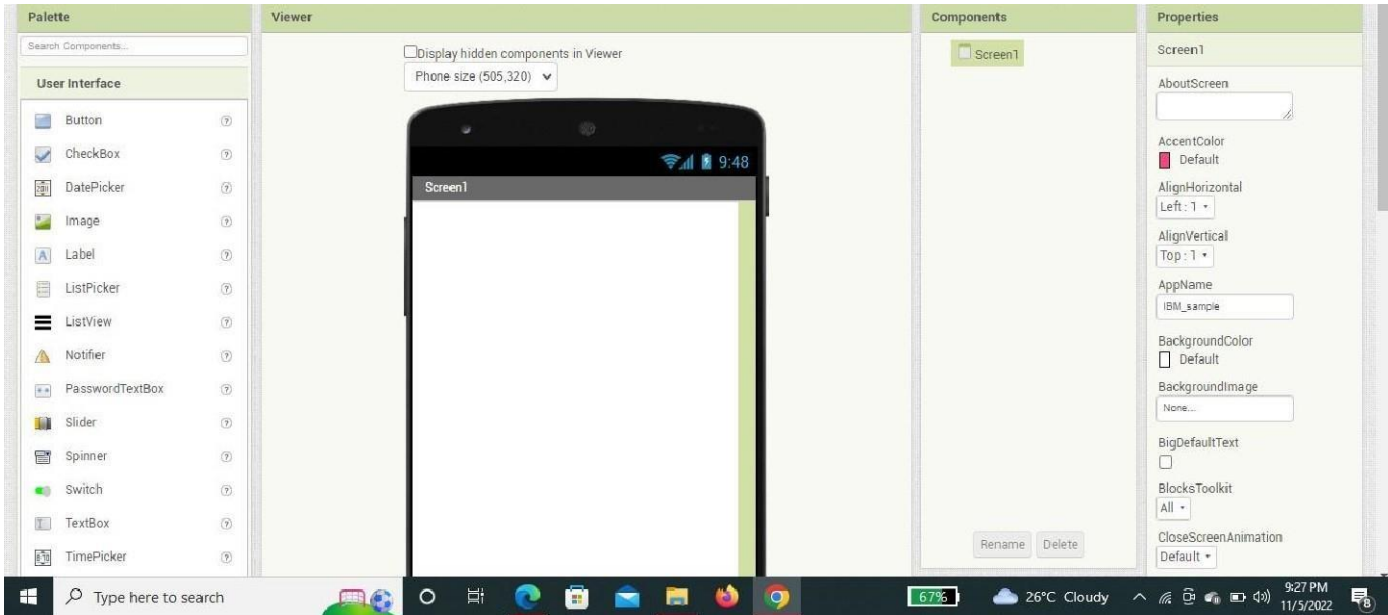 Palette
Search Components...
User Interface
Button
CheckBox
DatePicker
Image
Label
ListPicker
ListView
Notifier
PasswordTextBox
Slider
Spinner
Switch
TextBox
TimePicker
Viewer
Display hidden components in Viewer
Phone size (505,320)
9:48
Screen1
Components
Screen1
Rename Delete
Properties
Screen1
AboutScreen
AccentColor
Default
AlignHorizontal
Left : 1
AlignVertical
Top : 1
AppName
IBM_sample
BackgroundColor
Default
BackgroundImage
None...
BigDefaultText
BlocksToolkit
All
CloseScreenAnimation
Default
Type here to search
67%
26°C Cloudy
9:27 PM
11/5/2022
8